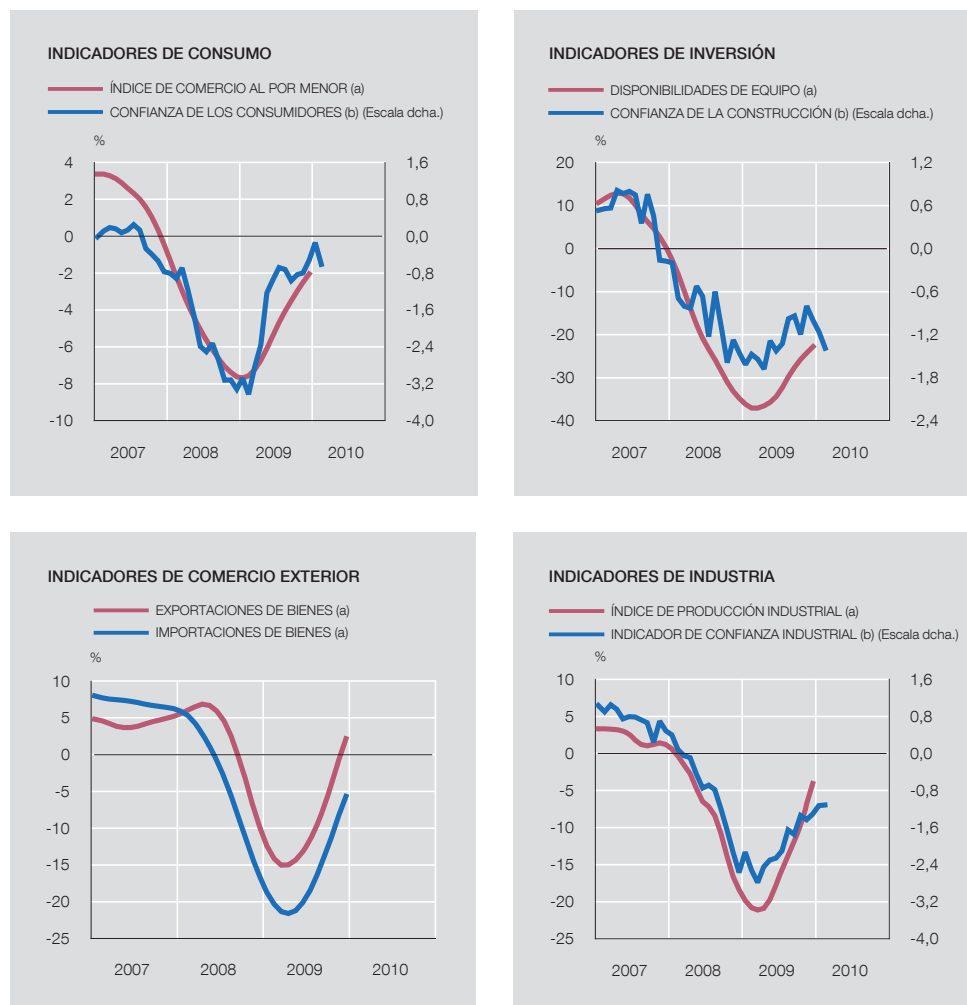 INDICADORES DE CONSUMO
ÍNDICE DE COMERCIO AL POR MENOR (a)
CONFIANZA DE LOS CONSUMIDORES (b) (Escala dcha.)
%
4 1,6
2 0,8
0 0,0
-2 -0,8
-4 -1,6
-6 -2,4
-8 -3,2
-10 -4,0
2007 2008 2009 2010
INDICADORES DE INVERSIÓN
DISPONIBILIDADES DE EQUIPO (a)
CONFIANZA DE LA CONSTRUCCIÓN (b) (Escala dcha.)
%
20 1,2
10 0,6
0 0,0
-10 -0,6
-20 -1,2
-30 -1,8
-40 -2,4
2007 2008 2009 2010
INDICADORES DE COMERCIO EXTERIOR
EXPORTACIONES DE BIENES (a)
IMPORTACIONES DE BIENES (a)
%
10
5
0
-5
-10
-15
-20
-25
2007 2008 2009 2010
INDICADORES DE INDUSTRIA
ÍNDICE DE PRODUCCIÓN INDUSTRIAL (a)
INDICADOR DE CONFIANZA INDUSTRIAL (b) (Escala dcha.)
%
10 1,6
5 0,8
0 0,0
-5 -0,8
-10 -1,6
-15 -2,4
-20 -3,2
-25 -4,0
2007 2008 2009 2010